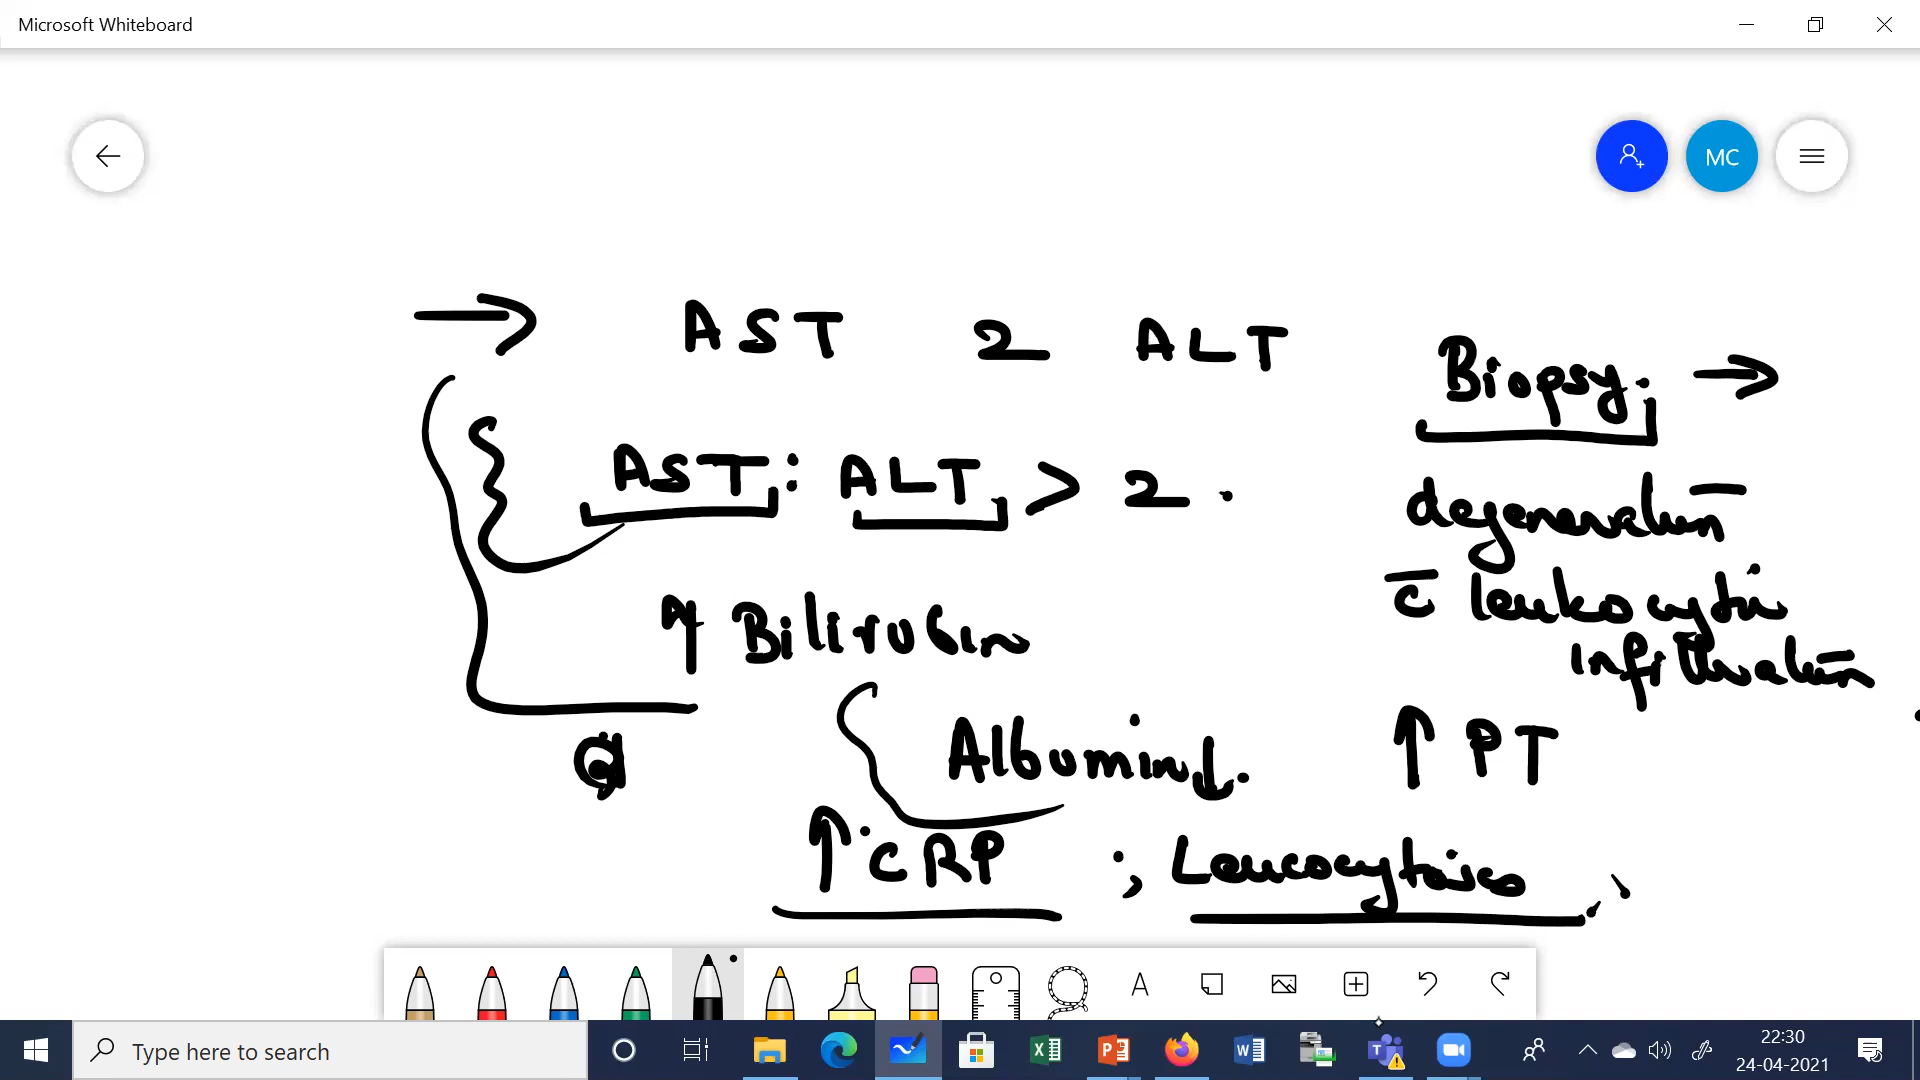 Microsoft Whiteboard
MC
→ AST 2 ALT
Biopsy. →
AST : ALT > 2.
degeneration
c̄ leukocytic
infiltration
↑ Bilirubin
Albumin ↓.
↑ PT
↑ CRP ; Leucocytosis
A
Type here to search
22:30
24-04-2021